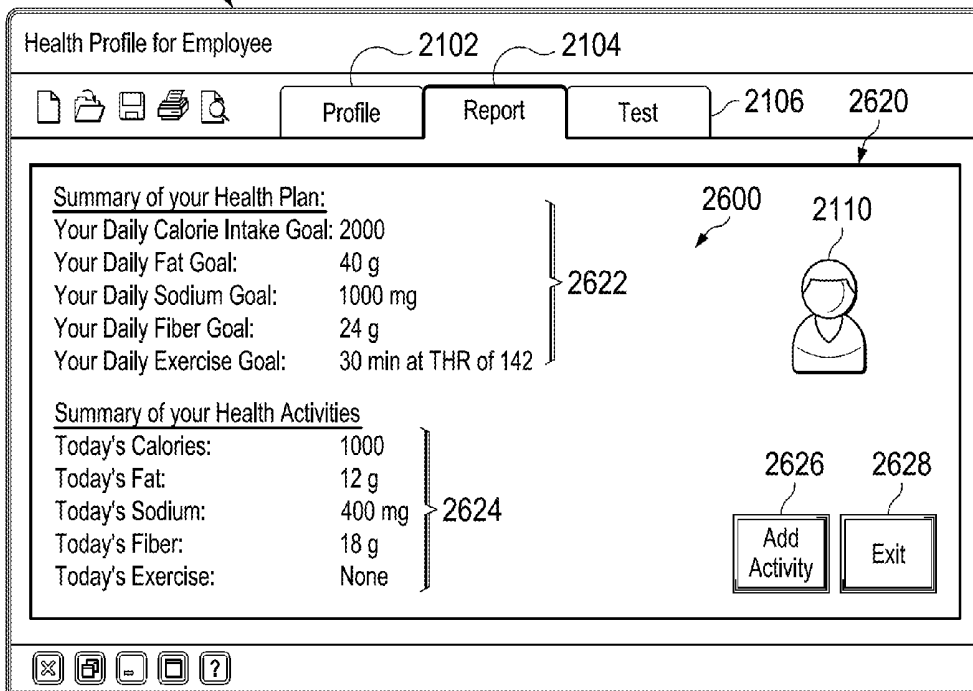 Health Profile for Employee
2102
2104
Profile
Report
Test
2106
2620
Summary of your Health Plan:
Your Daily Calorie Intake Goal: 2000
Your Daily Fat Goal: 40 g
Your Daily Sodium Goal: 1000 mg
Your Daily Fiber Goal: 24 g
Your Daily Exercise Goal: 30 min at THR of 142
2622
2600
2110
Summary of your Health Activities
Today's Calories: 1000
Today's Fat: 12 g
Today's Sodium: 400 mg
Today's Fiber: 18 g
Today's Exercise: None
2624
2626
2628
Add
Activity
Exit
?